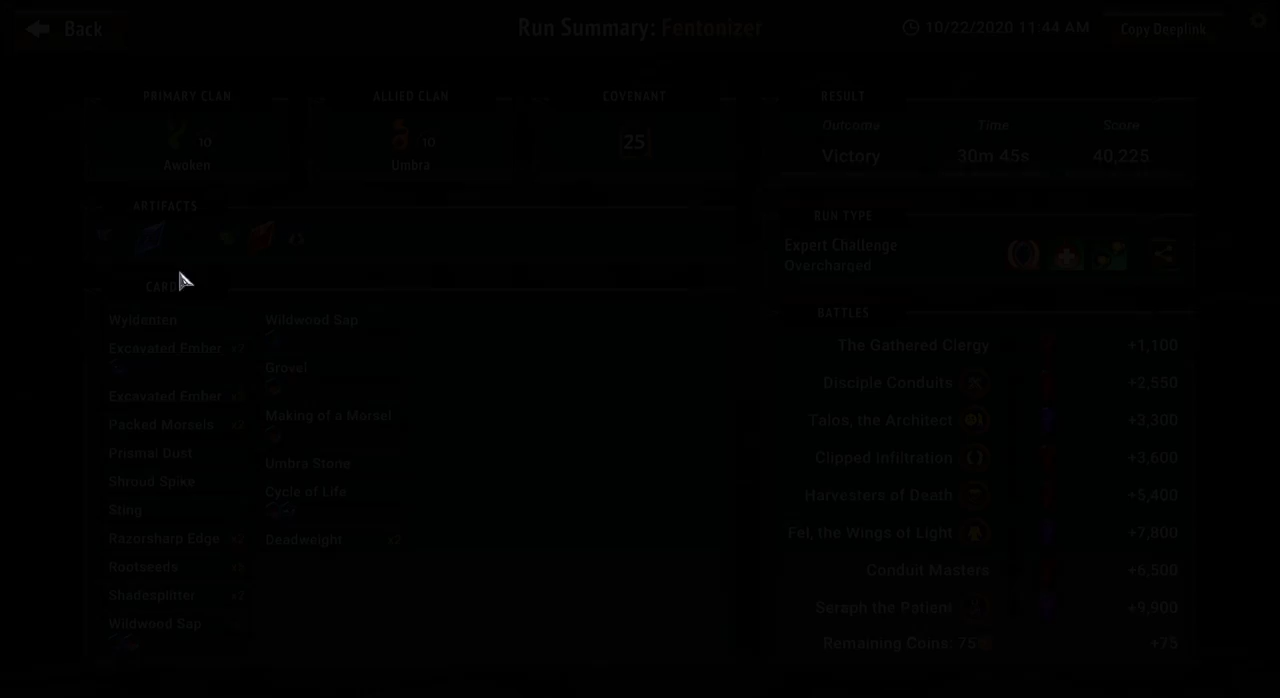 Back
Run Summary: Fentonizer
10/22/2020 11:44 AM
Copy Deeplink
PRIMARY CLAN
ALLIED CLAN
COVENANT
10
10
25
Awoken
Umbra
RESULT
Outcome Time Score
Victory 30m 45s 40,225
ARTIFACTS
RUN TYPE
Expert Challenge
Overcharged
Wyldenten
Excavated Ember x2
Excavated Ember
Packed Morsels x2
Prismal Dust
Shroud Spike
Sting
Razorsharp Edge
Rootseeds
Shadesplitter x2
Wildwood Sap
Wildwood Sap
Grovel
Making of a Morsel
Umbra Stone
Cycle of Life
Deadweight x2
BATTLES
The Gathered Clergy +1,100
Disciple Conduits +2,550
Talos, the Architect +3,300
Clipped Infiltration +3,600
Harvesters of Death +5,400
Fel, the Wings of Light +7,800
Conduit Masters +6,500
Seraph the Patient +9,900
Remaining Coins: 75 +75